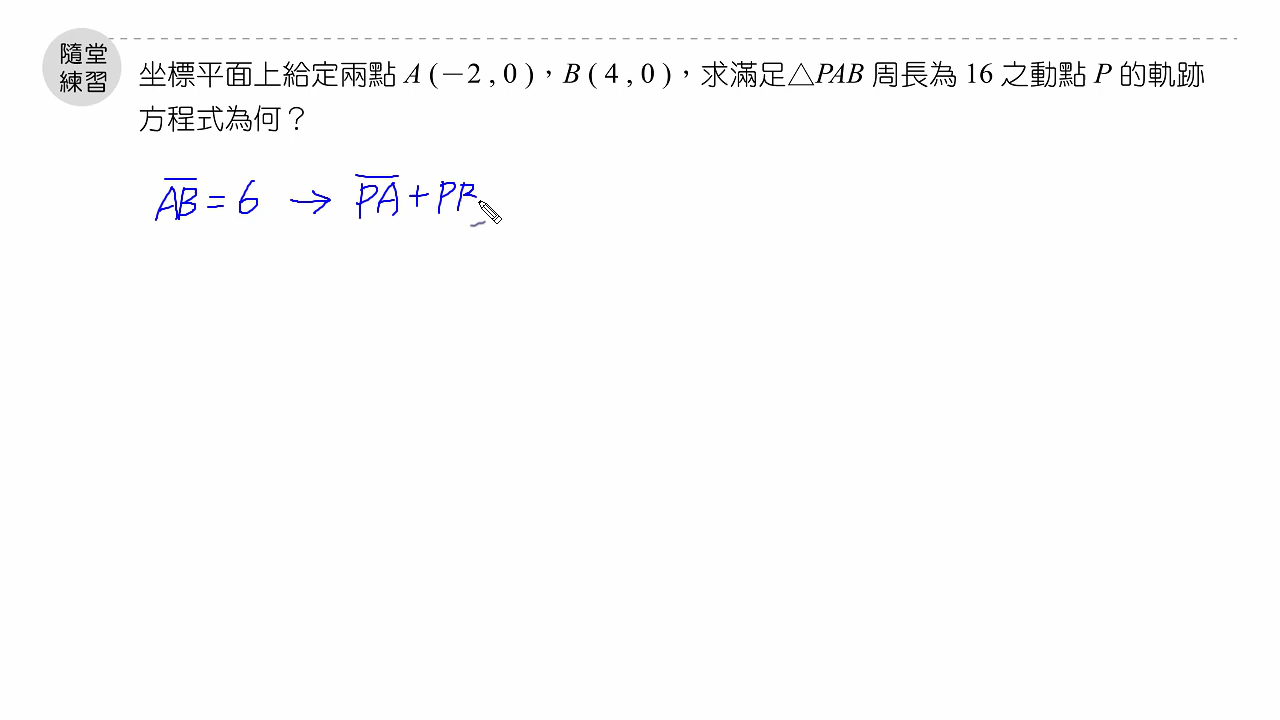 隨堂
練習
坐標平面上給定兩點 A (−2 , 0 )，B ( 4 , 0 )，求滿足△PAB 周長為 16 之動點 P 的軌跡
方程式為何？
A̅B̅ = 6 → P̅A̅ + PB